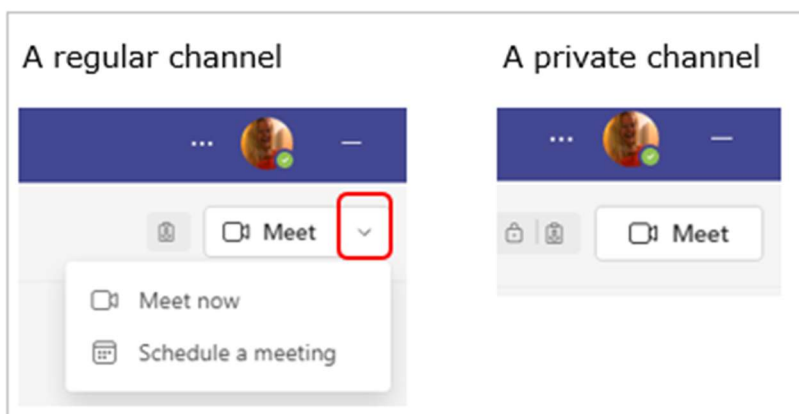 A regular channel
Meet
Meet now
Schedule a meeting
A private channel
Meet